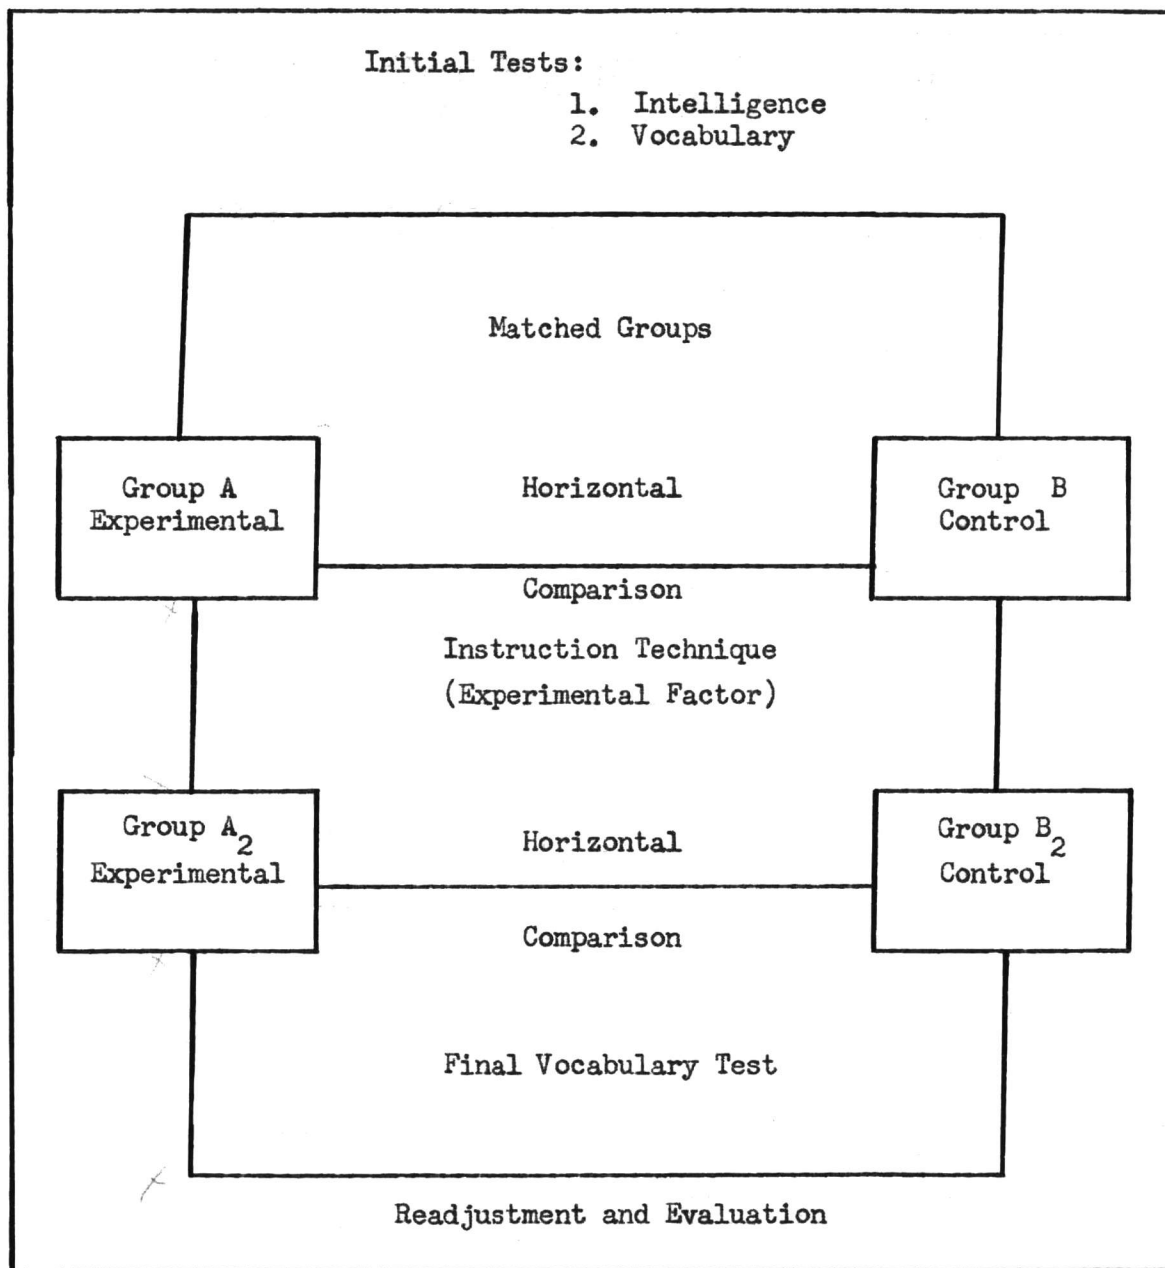 Initial Tests:
1. Intelligence
2. Vocabulary
Matched Groups
Group A
Experimental
Horizontal
Comparison
Group B
Control
Instruction Technique
(Experimental Factor)
Group A2
Experimental
Horizontal
Comparison
Group B2
Control
Final Vocabulary Test
Readjustment and Evaluation